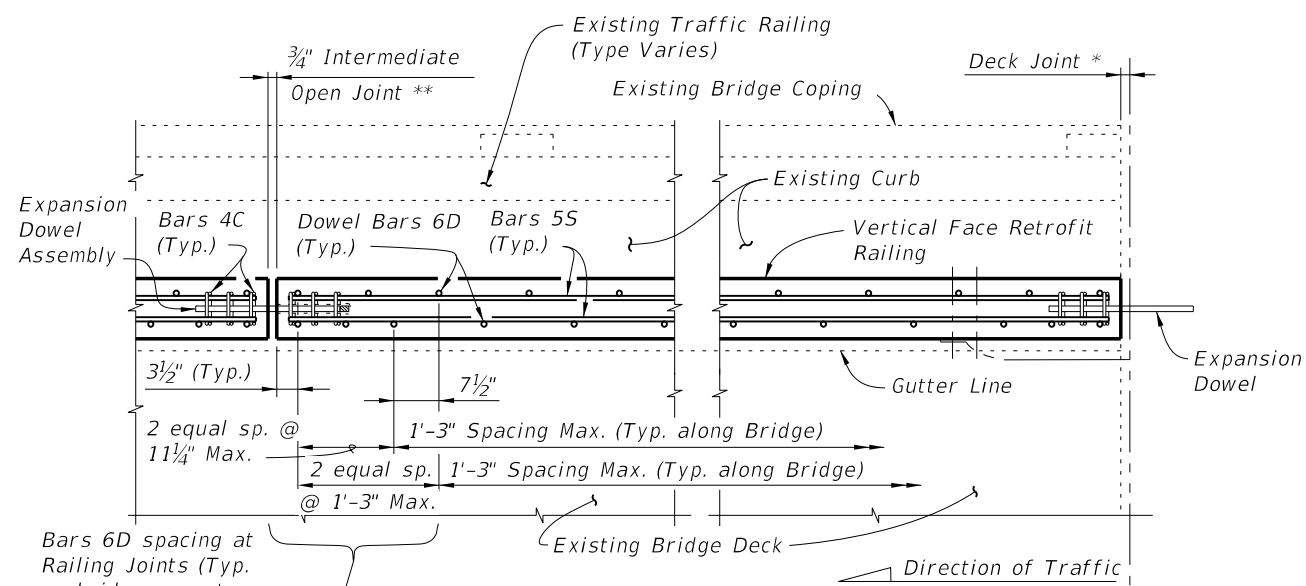 Existing Traffic Railing
(Type Varies)
¾" Intermediate
Open Joint **
Deck Joint *
Existing Bridge Coping
Existing Curb
Expansion
Dowel
Assembly
Bars 4C
(Typ.)
Dowel Bars 6D
(Typ.)
Bars 5S
(Typ.)
Vertical Face Retrofit
Railing
3½" (Typ.)
7½"
Gutter Line
Expansion
Dowel
2 equal sp. @
11¼" Max.
1'-3" Spacing Max. (Typ. along Bridge)
2 equal sp.
@ 1'-3" Max.
1'-3" Spacing Max. (Typ. along Bridge)
Bars 6D spacing at
Railing Joints (Typ.
Existing Bridge Deck
Direction of Traffic